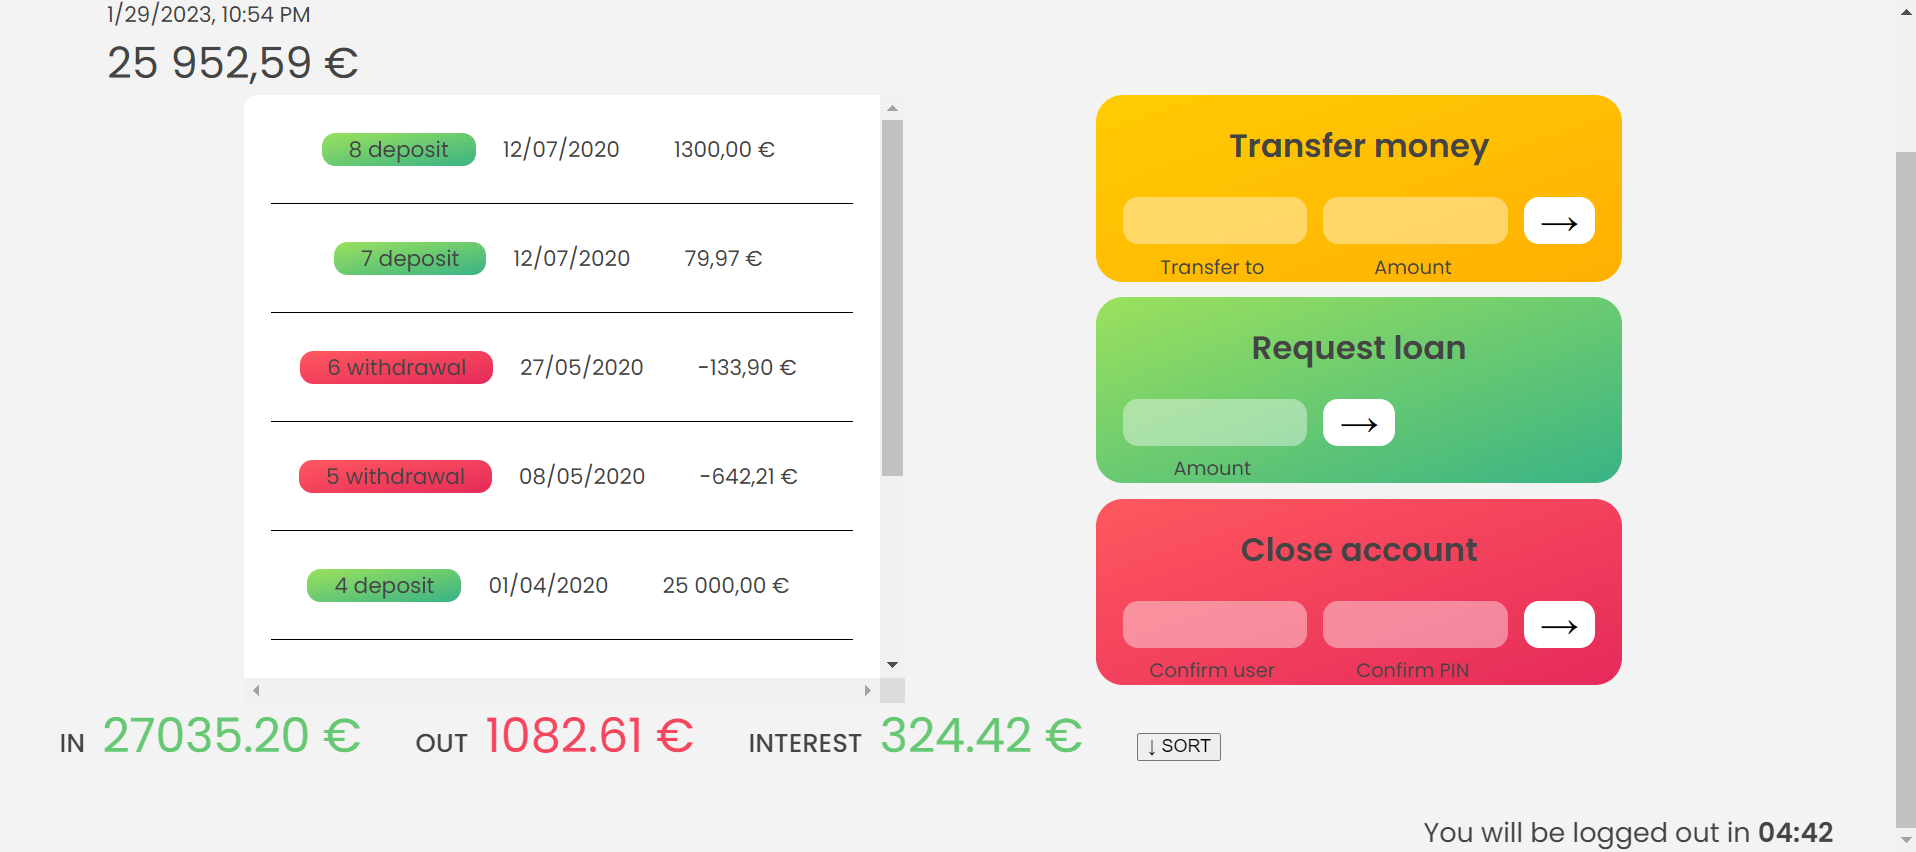 1/29/2023, 10:54 PM
25 952,59 €
8 deposit 12/07/2020 1300,00 €
7 deposit 12/07/2020 79,97 €
6 withdrawal 27/05/2020 -133,90 €
5 withdrawal 08/05/2020 -642,21 €
4 deposit 01/04/2020 25 000,00 €
Transfer money
→
Transfer to Amount
Request loan
→
Amount
Close account
→
Confirm user Confirm PIN
IN 27035.20 € OUT 1082.61 € INTEREST 324.42 € ↓ SORT
You will be logged out in 04:42